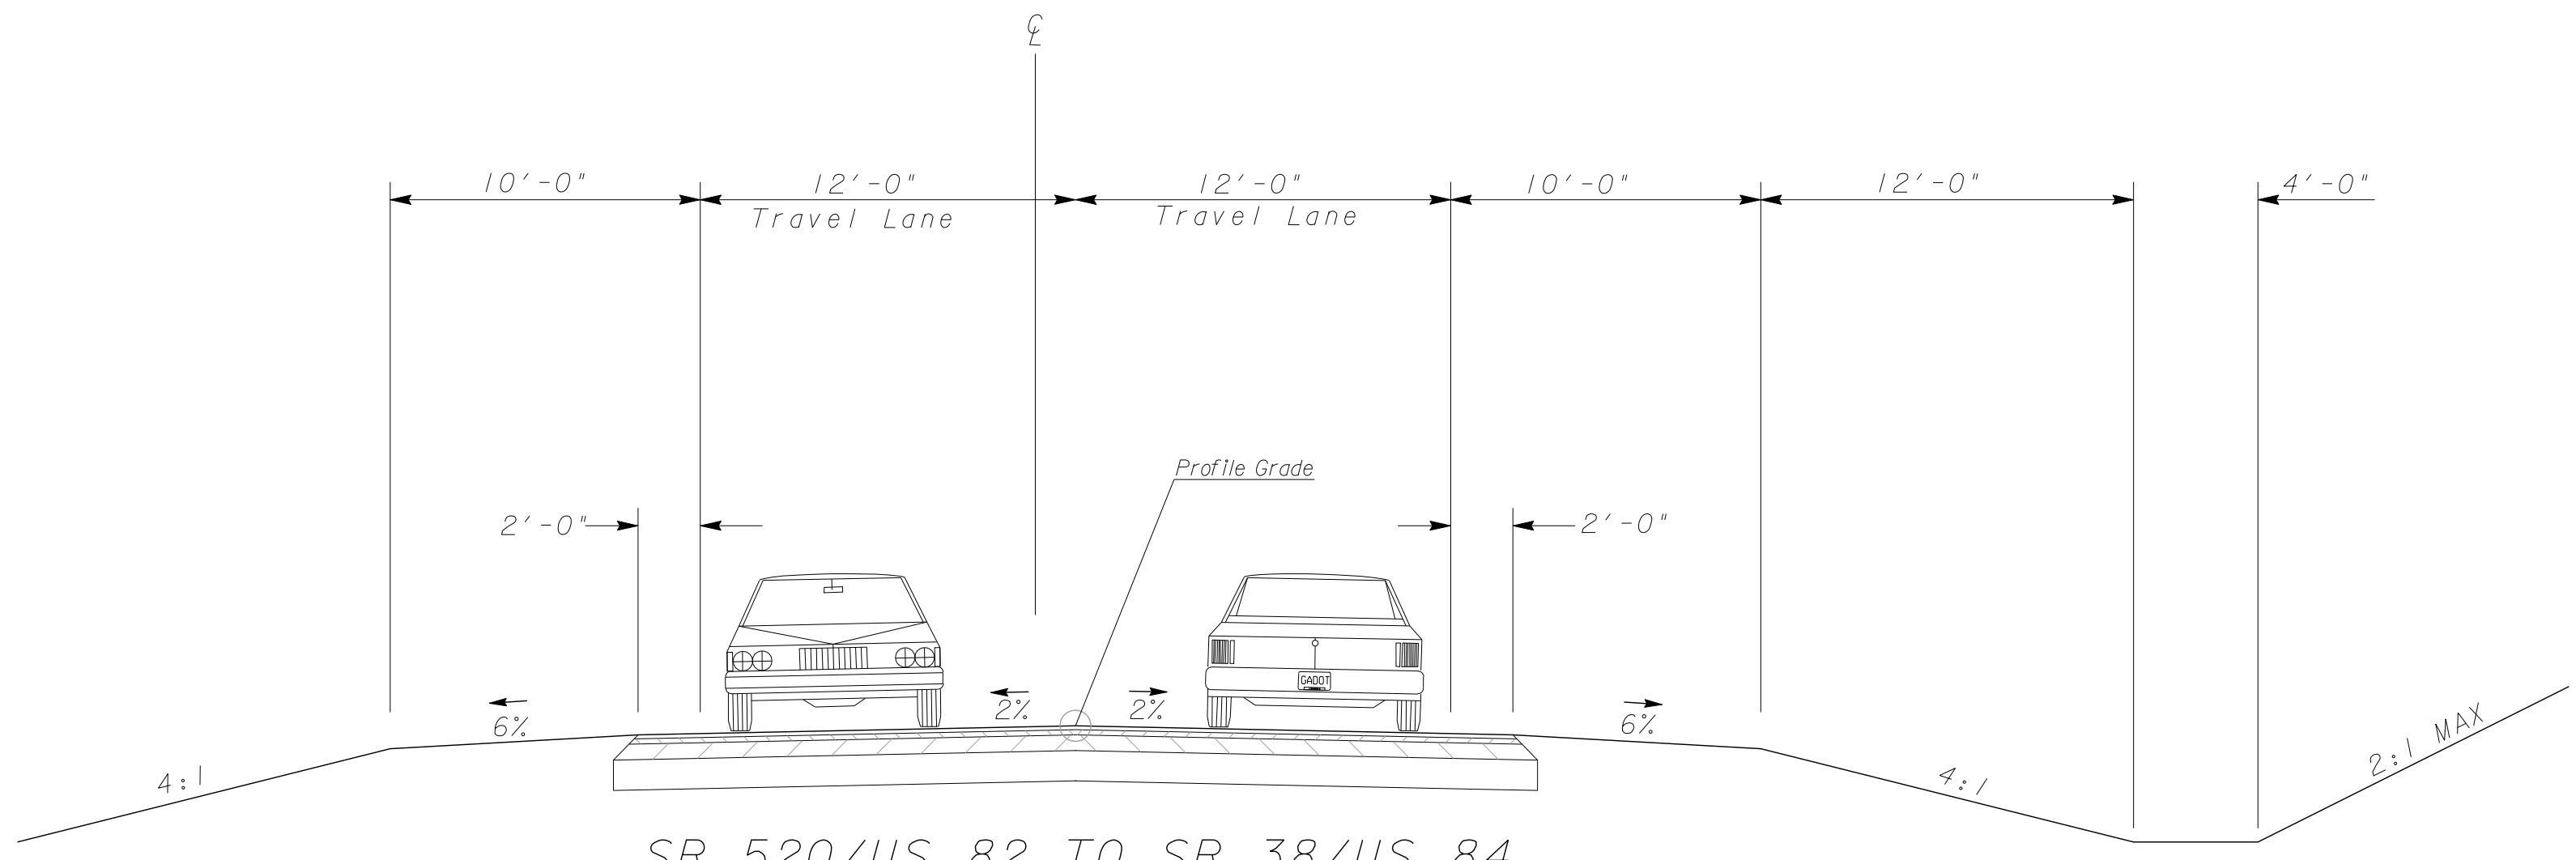 ℄
10'-0" 12'-0" 12'-0" 10'-0" 12'-0" 4'-0"
Travel Lane Travel Lane
Profile Grade
2'-0" 2'-0"
GADOT
6% 2% 2% 6%
4:1 4:1 2:1 MAX
SR 520/US 82 TO SR 38/US 84